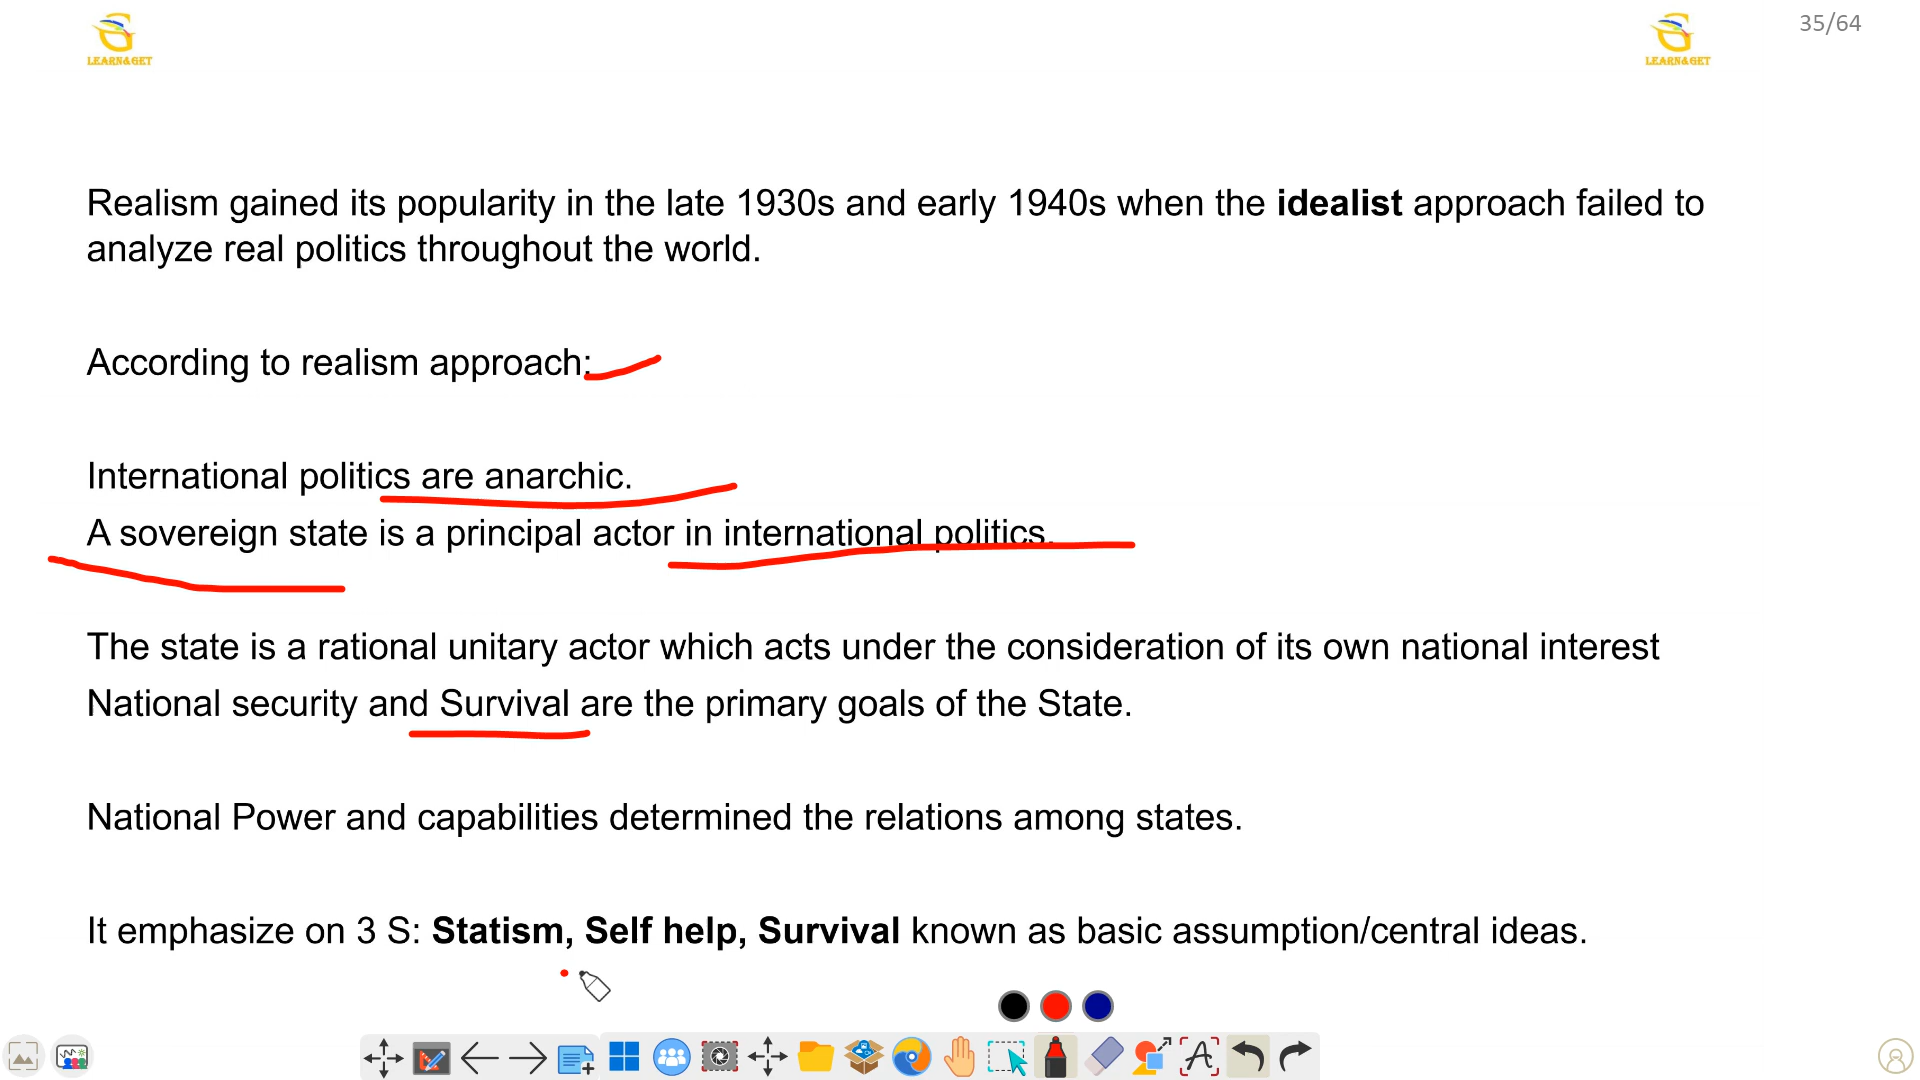 LEARN&GET
LEARN&GET
35/64
Realism gained its popularity in the late 1930s and early 1940s when the idealist approach failed to
analyze real politics throughout the world.
According to realism approach:
International politics are anarchic.
A sovereign state is a principal actor in international politics.
The state is a rational unitary actor which acts under the consideration of its own national interest
National security and Survival are the primary goals of the State.
National Power and capabilities determined the relations among states.
It emphasize on 3 S: Statism, Self help, Survival known as basic assumption/central ideas.